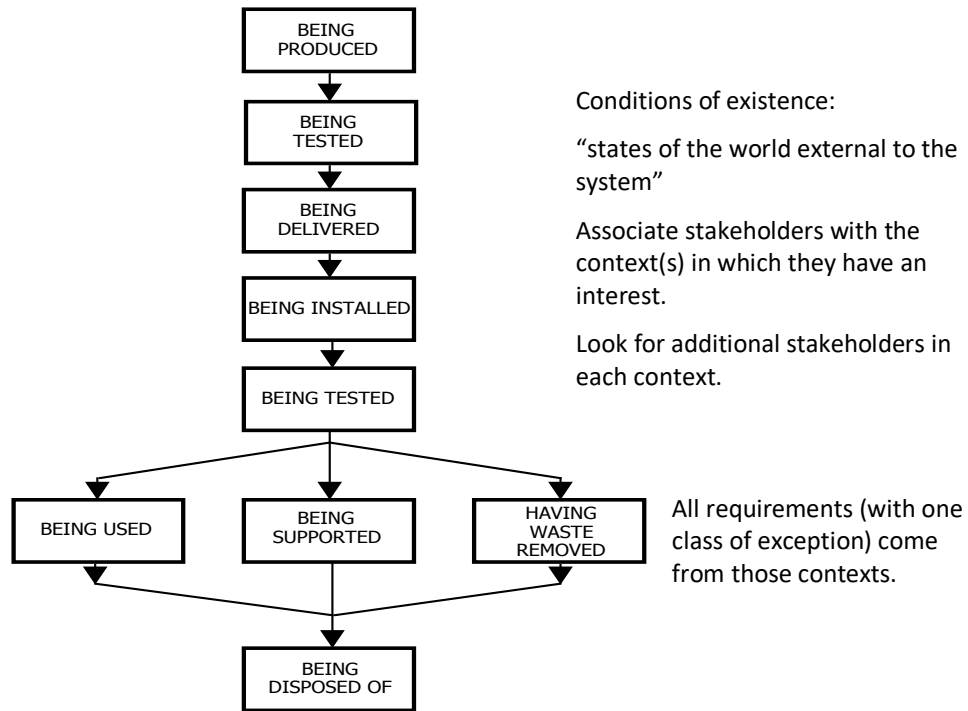 BEING
PRODUCED
BEING
TESTED
BEING
DELIVERED
BEING INSTALLED
BEING TESTED
BEING USED
BEING
SUPPORTED
HAVING
WASTE
REMOVED
BEING
DISPOSED OF
Conditions of existence:
“states of the world external to the
system”
Associate stakeholders with the
context(s) in which they have an
interest.
Look for additional stakeholders in
each context.
All requirements (with one
class of exception) come
from those contexts.